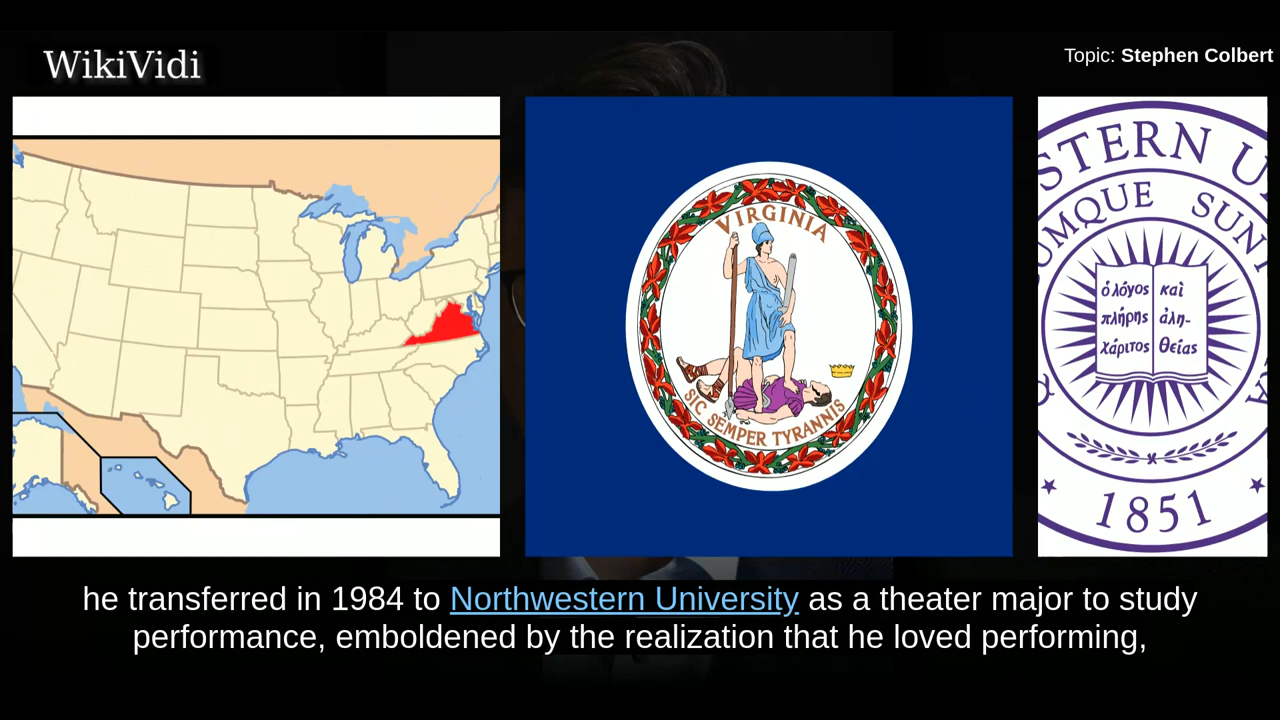 WikiVidi
Topic: Stephen Colbert
VIRGINIA
SIC SEMPER TYRANNIS
STERN U
UMQUE SUN
ὁ λόγος καὶ
πλήρης ἀλη-
χάριτος θείας
1851
he transferred in 1984 to Northwestern University as a theater major to study
performance, emboldened by the realization that he loved performing,